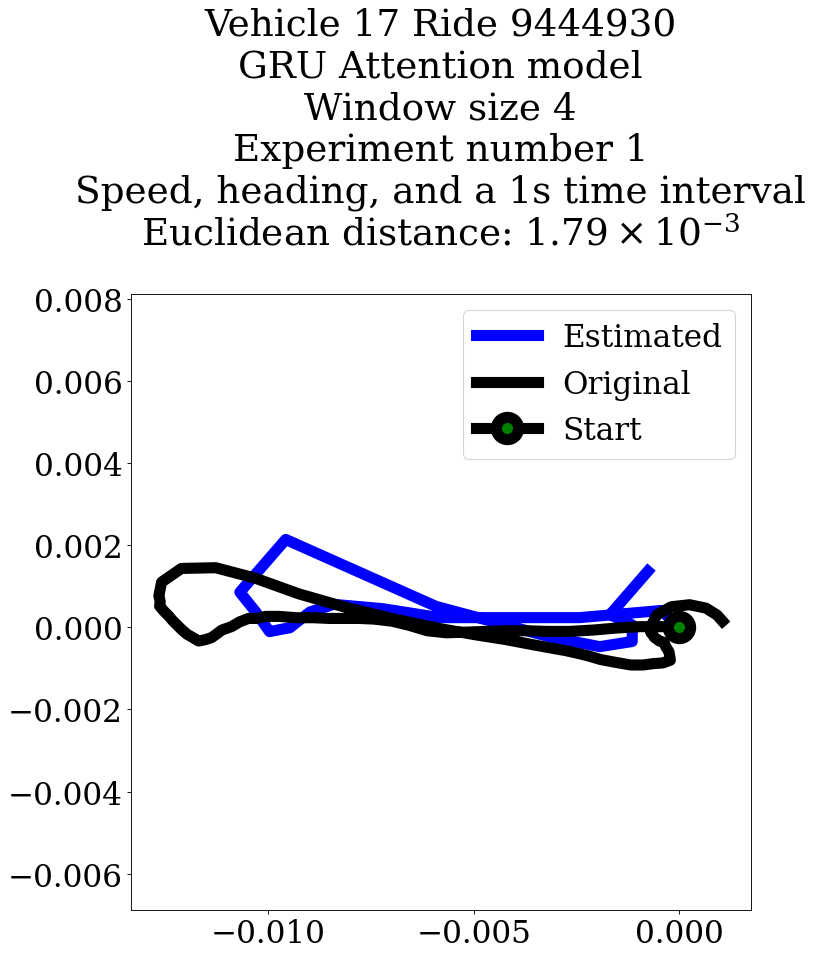 Vehicle 17 Ride 9444930
GRU Attention model
Window size 4
Experiment number 1
Speed, heading, and a 1s time interval
Euclidean distance: 1.79 × 10⁻³
0.008
Estimated
0.006
Original
0.004
Start
0.002
0.000
−0.002
−0.004
−0.006
−0.010 −0.005 0.000